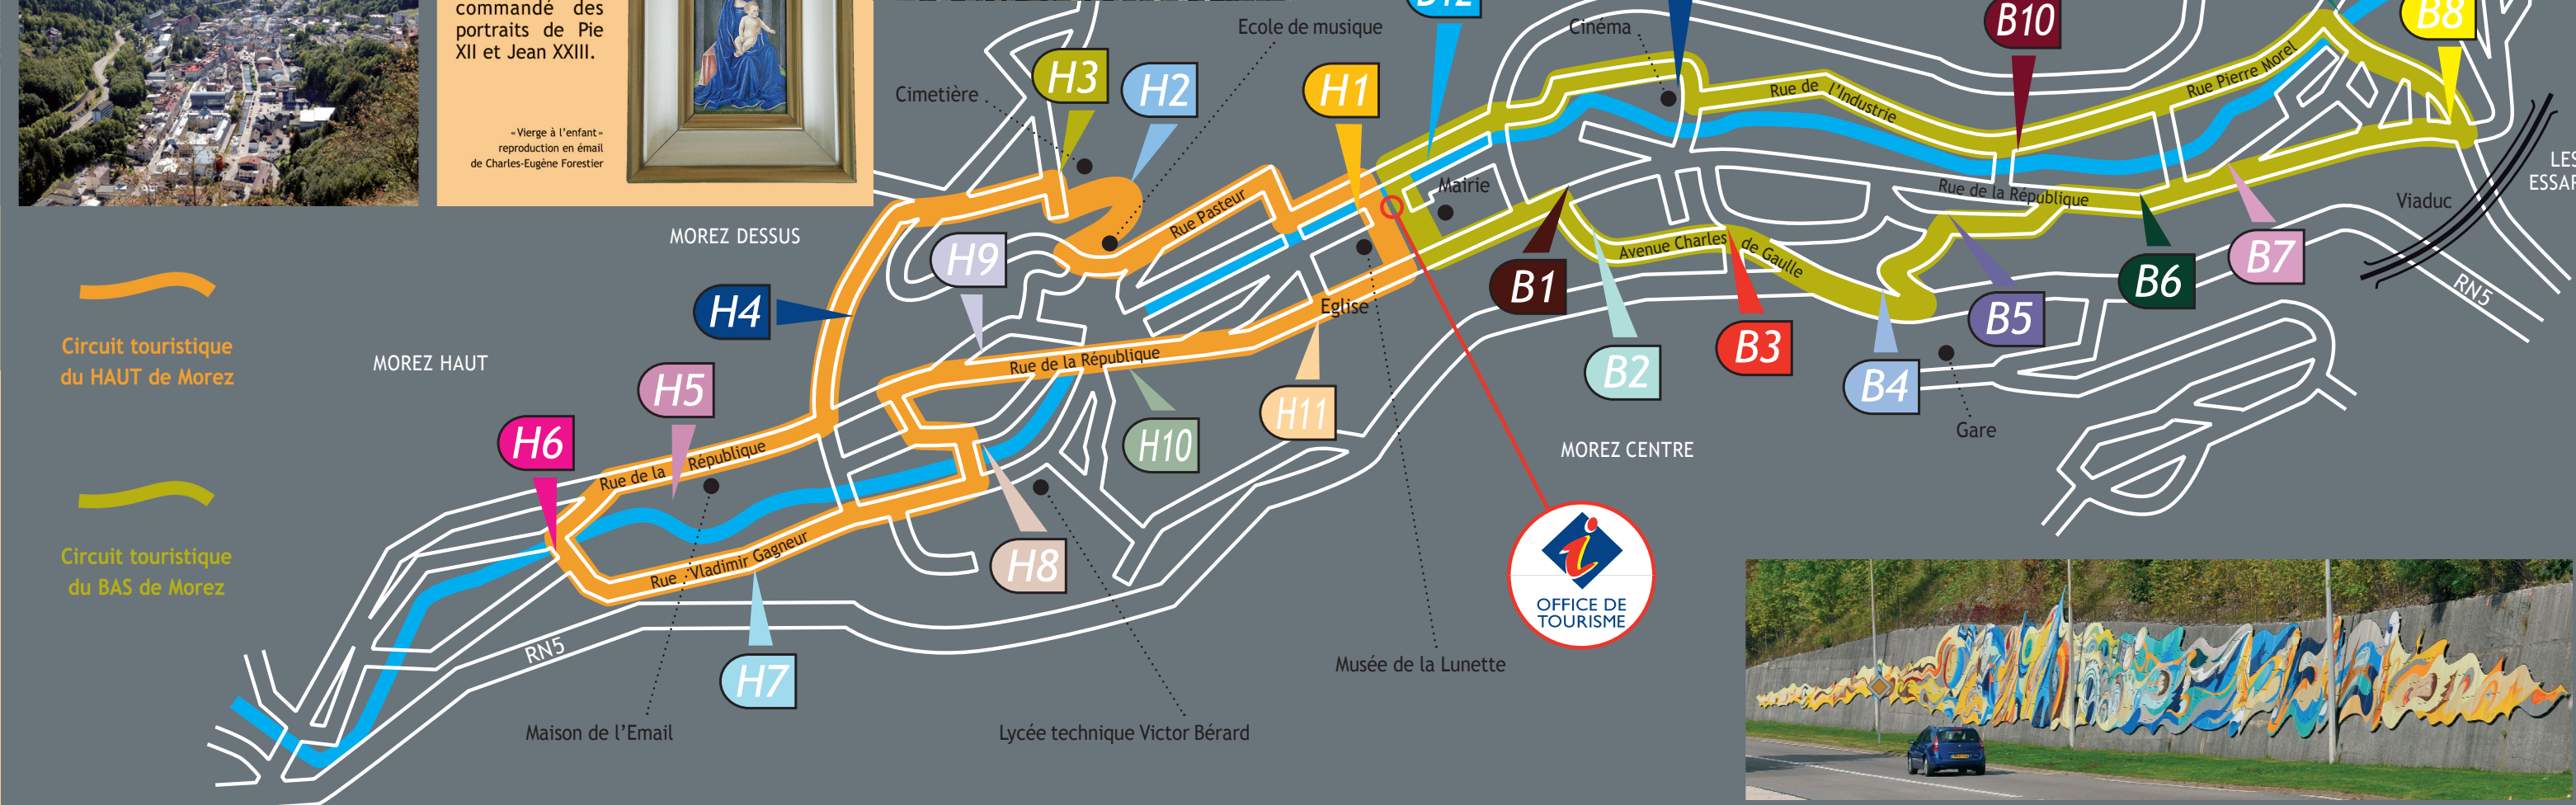 commandé des
portraits de Pie
XII et Jean XXIII.
«Vierge à l'enfant»
reproduction en émail
de Charles-Eugène Forestier
Circuit touristique
du HAUT de Morez
Circuit touristique
du BAS de Morez
MOREZ HAUT
MOREZ DESSUS
MOREZ CENTRE
Cimetière
Ecole de musique
Cinéma
Mairie
Eglise
Gare
Viaduc
LES
H1
H2
H3
H4
H5
H6
H7
H8
H9
H10
H11
B1
B2
B3
B4
B5
B6
B7
B8
B10
B12
Rue Pasteur
Rue de la République
Rue de la République
Rue Vladimir Gagneur
Rue de l'Industrie
Rue Pierre Morel
Rue de la République
Avenue Charles de Gaulle
RN5
RN5
OFFICE DE
TOURISME
Musée de la Lunette
Maison de l'Email
Lycée technique Victor Bérard